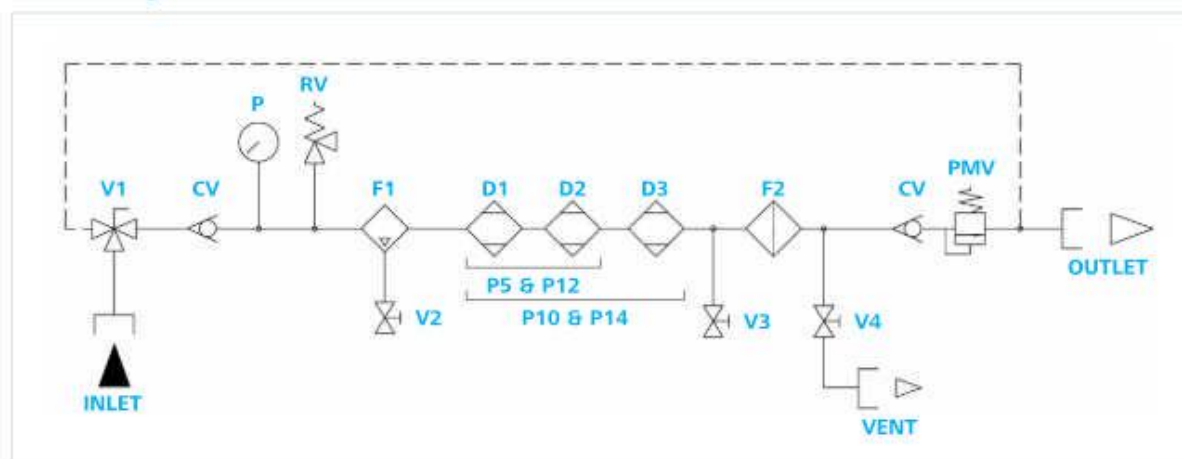 RV
P
V1
CV
F1
D1
D2
D3
F2
CV
PMV
OUTLET
P5 & P12
P10 & P14
V2
V3
V4
INLET
VENT